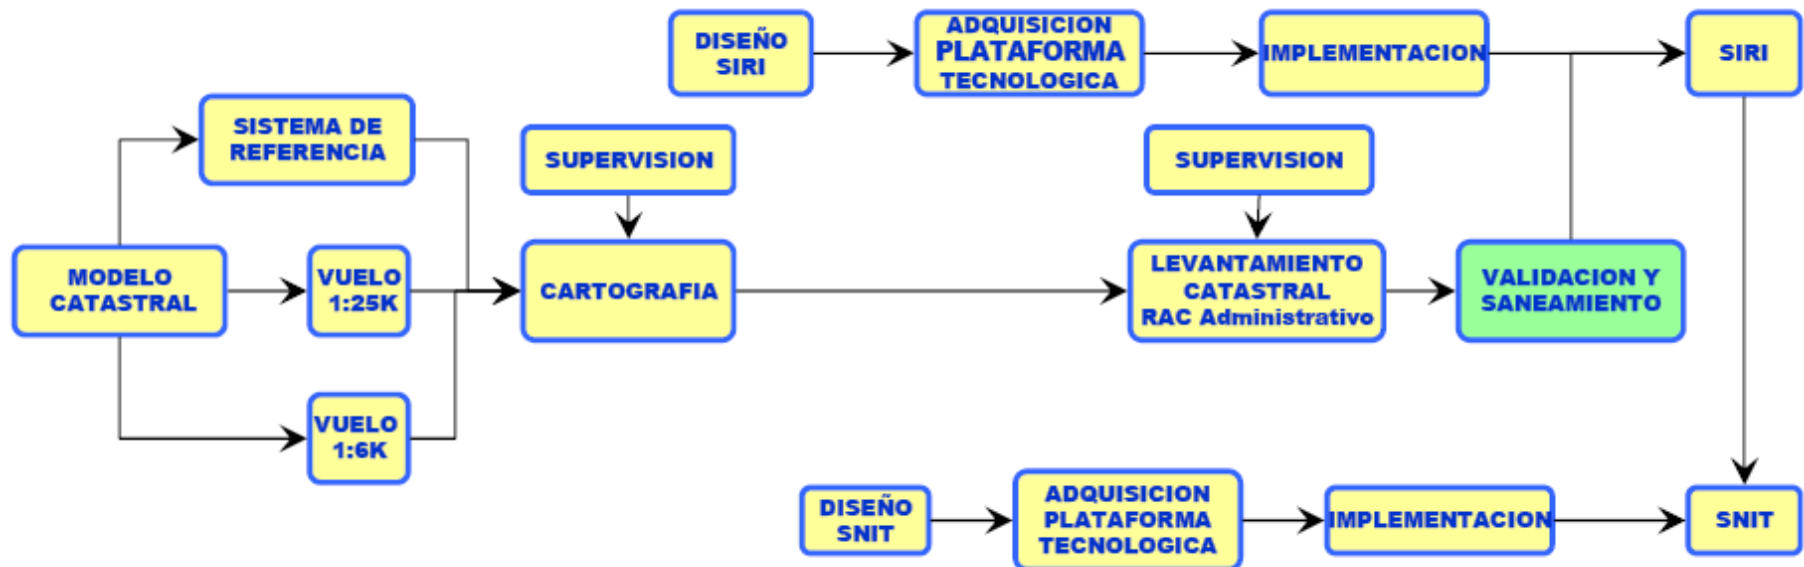 DISEÑO
SIRI
ADQUISICION
PLATAFORMA
TECNOLOGICA
IMPLEMENTACION
SIRI
SISTEMA DE
REFERENCIA
SUPERVISION
SUPERVISION
MODELO
CATASTRAL
VUELO
1:25K
CARTOGRAFIA
LEVANTAMIENTO
CATASTRAL
RAC Administrativo
VALIDACION Y
SANEAMIENTO
VUELO
1:6K
DISEÑO
SNIT
ADQUISICION
PLATAFORMA
TECNOLOGICA
IMPLEMENTACION
SNIT